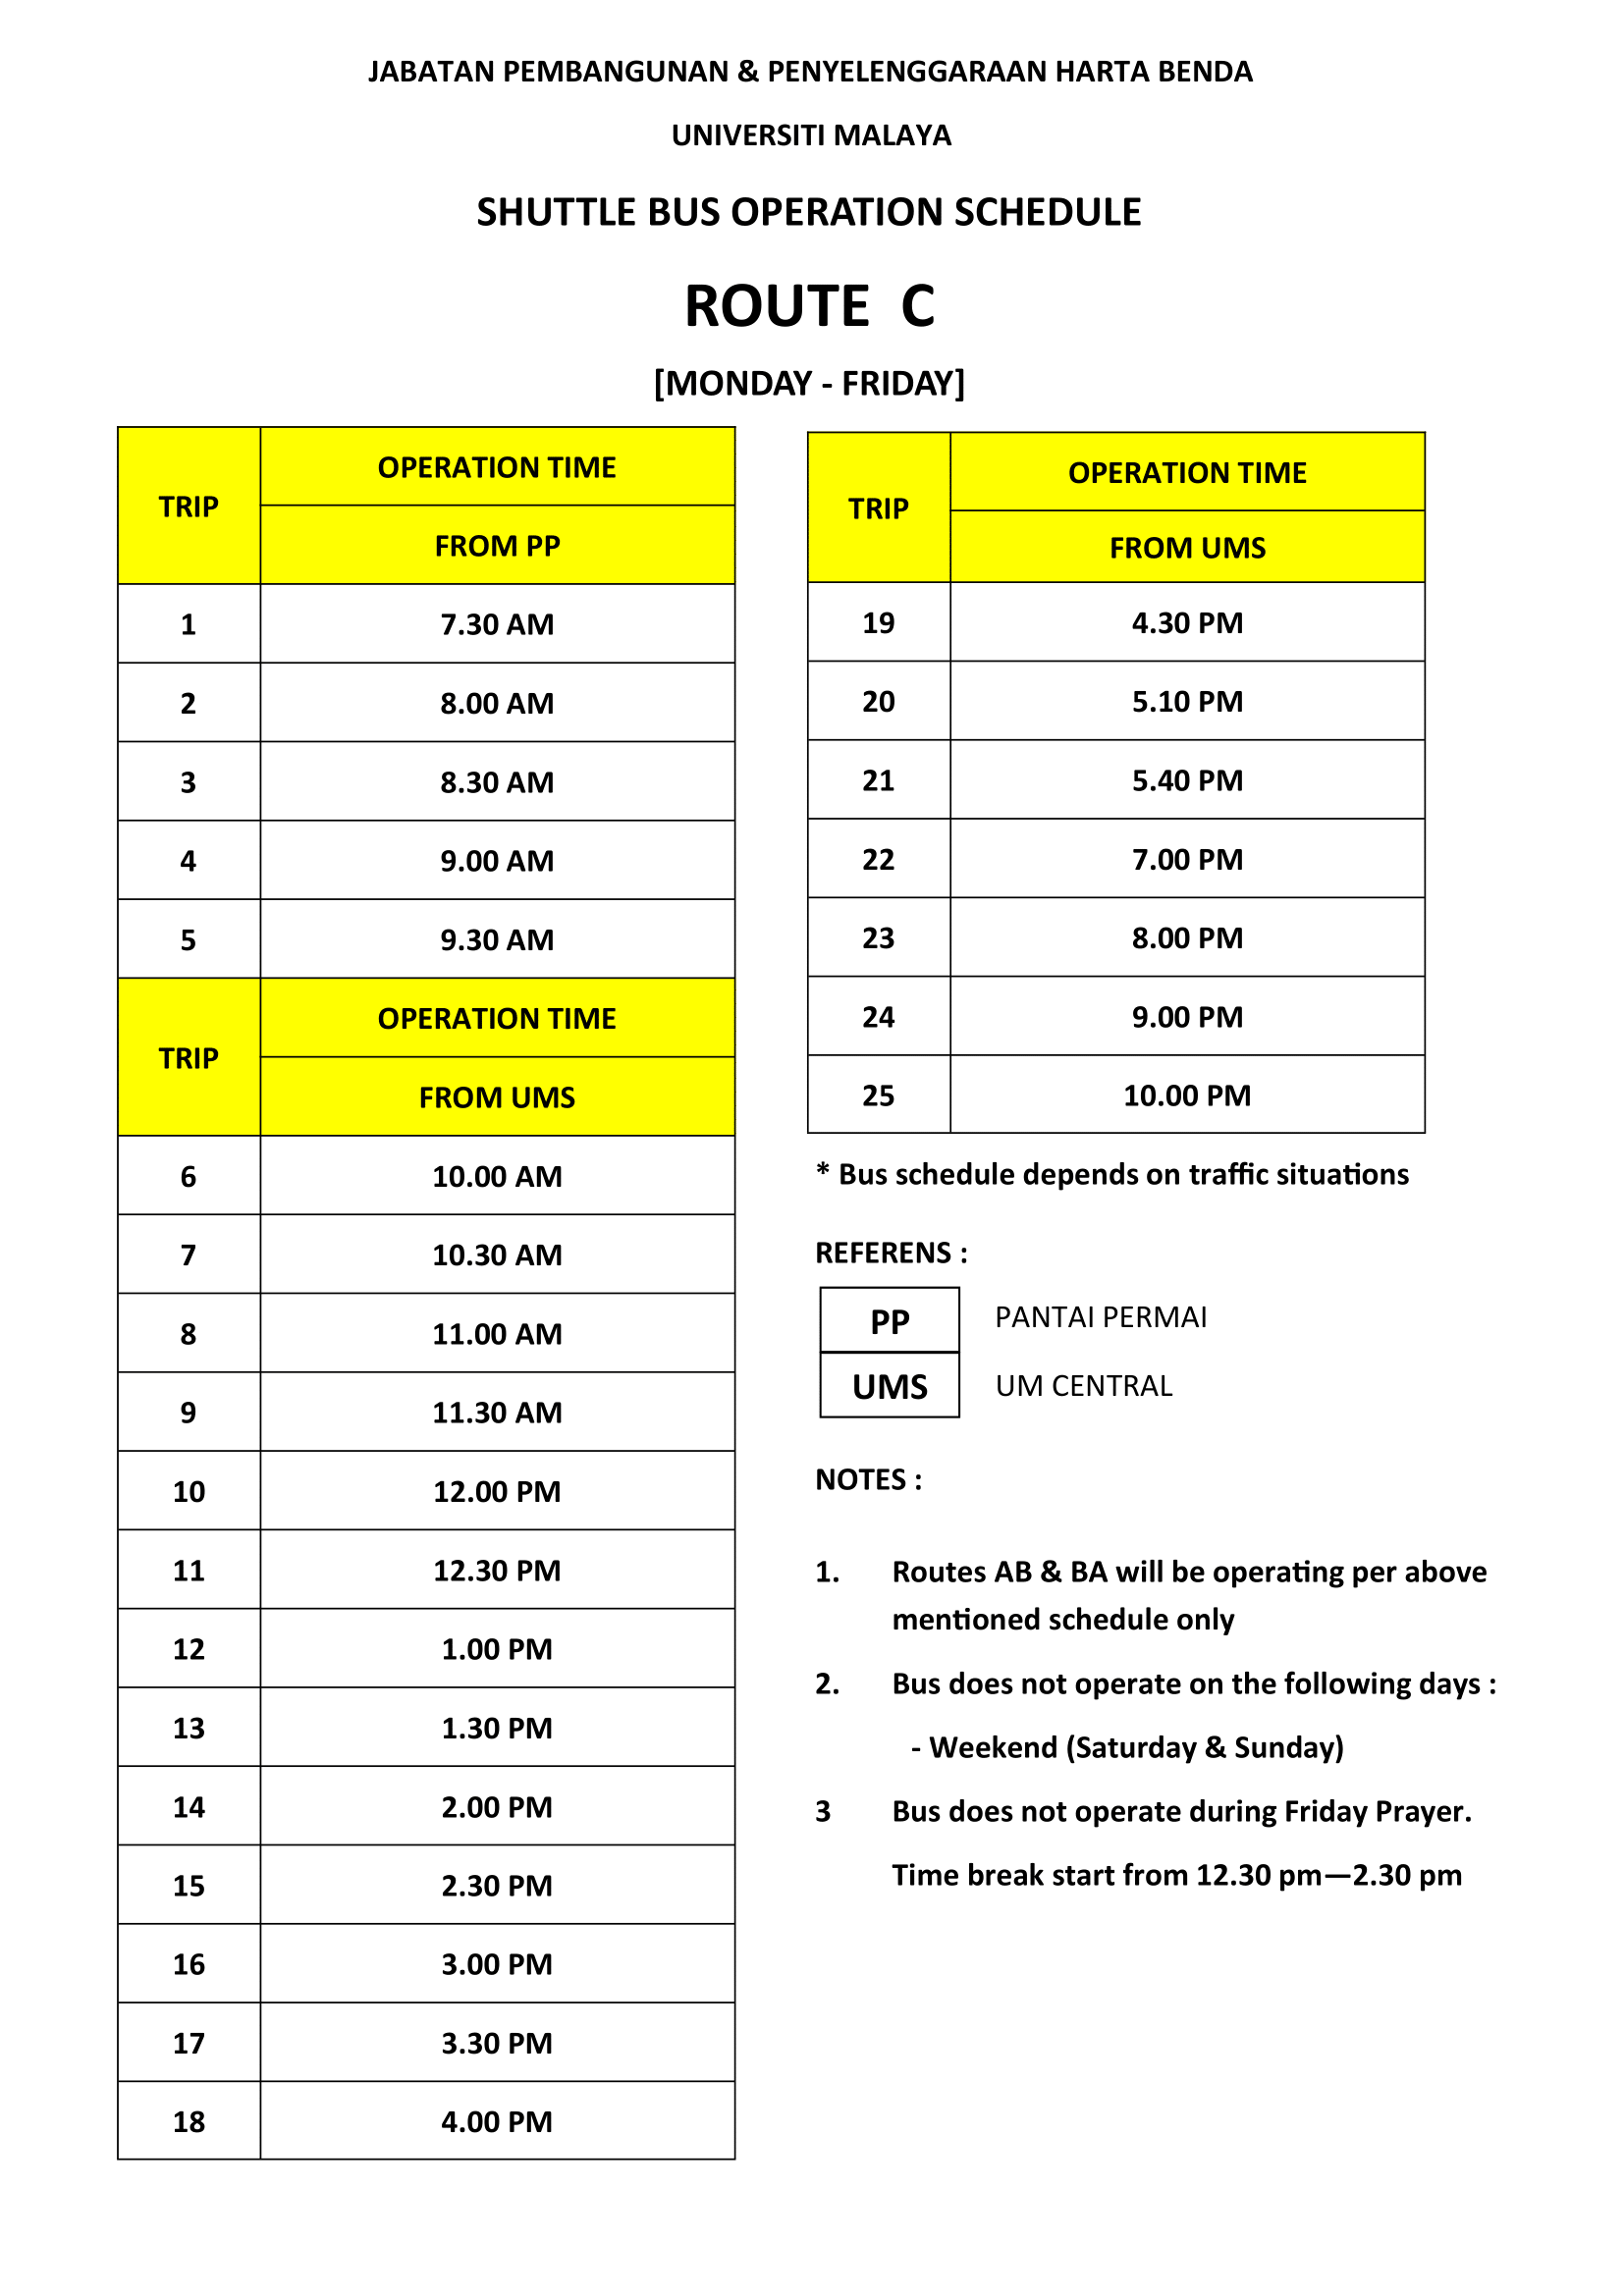 JABATAN PEMBANGUNAN & PENYELENGGARAAN HARTA BENDA
UNIVERSITI MALAYA
SHUTTLE BUS OPERATION SCHEDULE
ROUTE C
[MONDAY - FRIDAY]
TRIP
OPERATION TIME
FROM PP
1 7.30 AM
2 8.00 AM
3 8.30 AM
4 9.00 AM
5 9.30 AM
TRIP
OPERATION TIME
FROM UMS
6 10.00 AM
7 10.30 AM
8 11.00 AM
9 11.30 AM
10 12.00 PM
11 12.30 PM
12 1.00 PM
13 1.30 PM
14 2.00 PM
15 2.30 PM
16 3.00 PM
17 3.30 PM
18 4.00 PM
TRIP
OPERATION TIME
FROM UMS
19 4.30 PM
20 5.10 PM
21 5.40 PM
22 7.00 PM
23 8.00 PM
24 9.00 PM
25 10.00 PM
* Bus schedule depends on traffic situations
REFERENS :
PP PANTAI PERMAI
UMS UM CENTRAL
NOTES :
1. Routes AB & BA will be operating per above
mentioned schedule only
2. Bus does not operate on the following days :
- Weekend (Saturday & Sunday)
3 Bus does not operate during Friday Prayer.
Time break start from 12.30 pm—2.30 pm